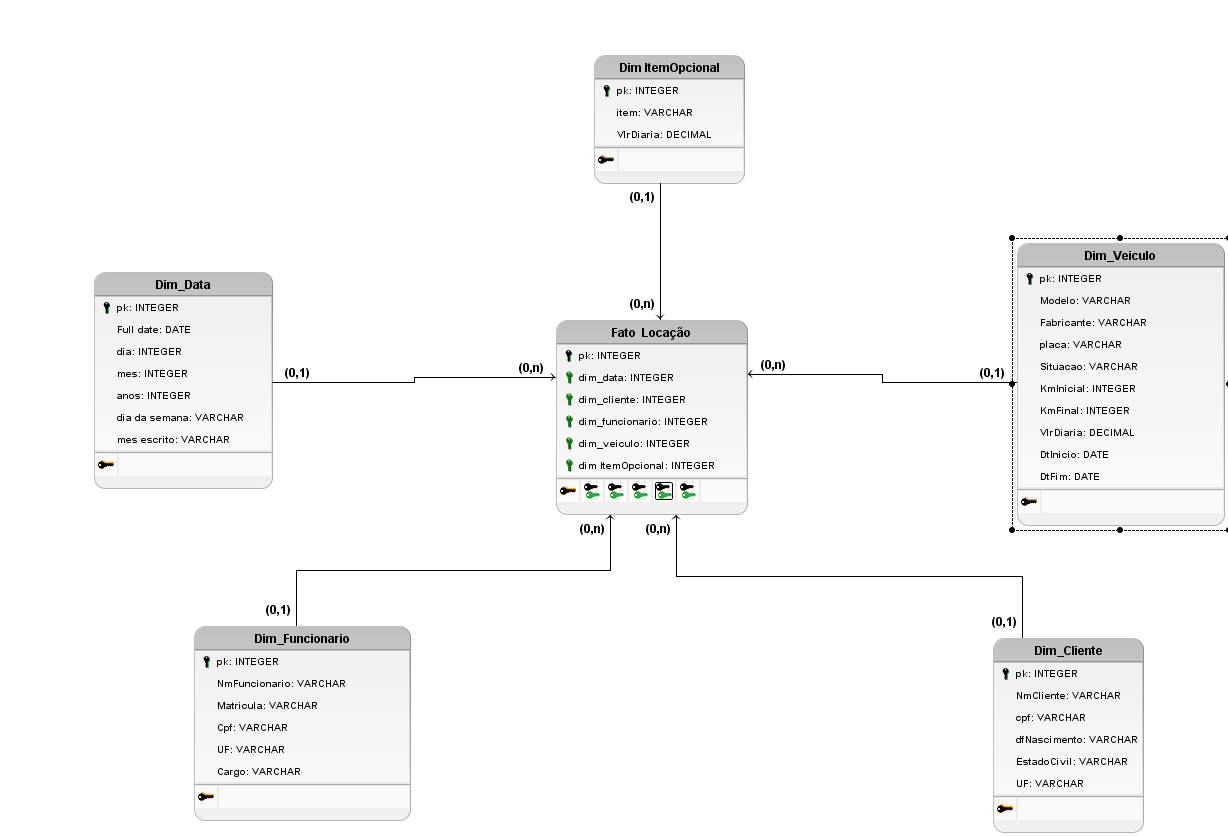 Dim ItemOpcional
pk: INTEGER
item: VARCHAR
VlrDiaria: DECIMAL
(0,1)
(0,n)
Dim_Data
pk: INTEGER
Full date: DATE
dia: INTEGER
mes: INTEGER
anos: INTEGER
dia da semana: VARCHAR
mes escrito: VARCHAR
(0,1)
(0,n)
Fato Locação
pk: INTEGER
dim_data: INTEGER
dim_cliente: INTEGER
dim_funcionario: INTEGER
dim_veiculo: INTEGER
dim ItemOpcional: INTEGER
(0,n)
(0,1)
Dim_Veiculo
pk: INTEGER
Modelo: VARCHAR
Fabricante: VARCHAR
placa: VARCHAR
Situacao: VARCHAR
KmInicial: INTEGER
KmFinal: INTEGER
VlrDiaria: DECIMAL
DtInicio: DATE
DtFim: DATE
(0,n)
(0,n)
(0,1)
(0,1)
Dim_Funcionario
pk: INTEGER
NmFuncionario: VARCHAR
Matricula: VARCHAR
Cpf: VARCHAR
UF: VARCHAR
Cargo: VARCHAR
Dim_Cliente
pk: INTEGER
NmCliente: VARCHAR
cpf: VARCHAR
dfNascimento: VARCHAR
EstadoCivil: VARCHAR
UF: VARCHAR